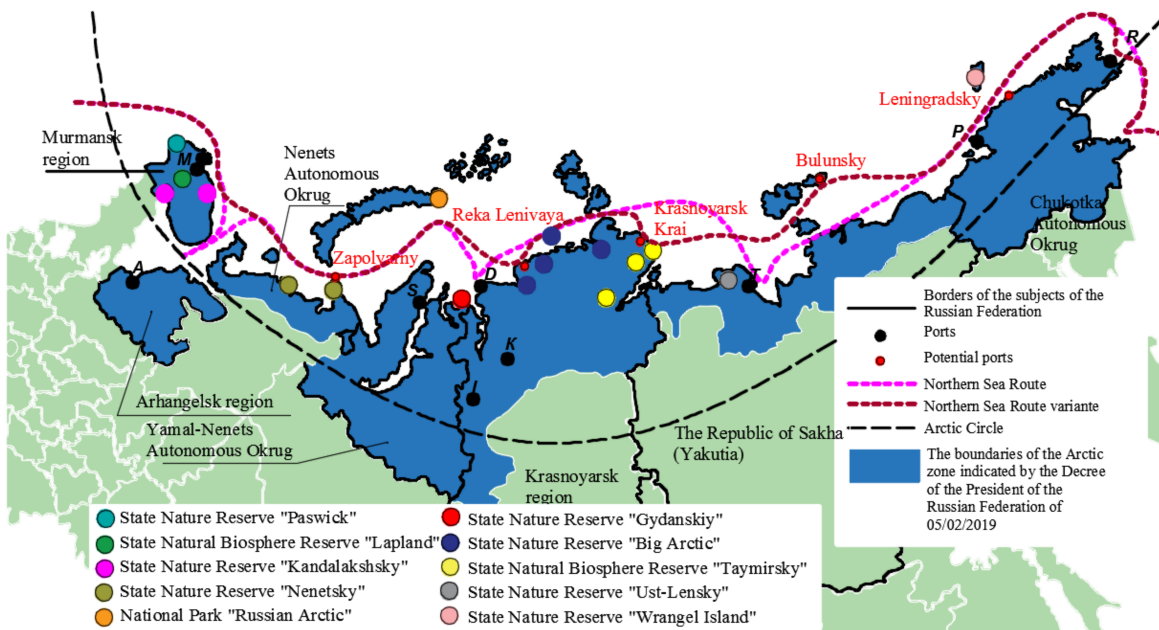 R
Leningradsky
P
Murmansk
region
M
Nenets
Autonomous
Okrug
Bulunsky
Reka Lenivaya
Krasnoyarsk
Krai
Chukotka
Autonomous
Okrug
Zapolyarny
A
S
D
T
K
I
Arhangelsk region
Yamal-Nenets
Autonomous Okrug
The Republic of Sakha
(Yakutia)
Krasnoyarsk
region
Borders of the subjects of the
Russian Federation
Ports
Potential ports
Northern Sea Route
Northern Sea Route variante
Arctic Circle
The boundaries of the Arctic
zone indicated by the Decree
of the President of the
Russian Federation of
05/02/2019
State Nature Reserve "Paswick"
State Natural Biosphere Reserve "Lapland"
State Nature Reserve "Kandalakshsky"
State Nature Reserve "Nenetsky"
National Park "Russian Arctic"
State Nature Reserve "Gydanskiy"
State Nature Reserve "Big Arctic"
State Natural Biosphere Reserve "Taymirsky"
State Nature Reserve "Ust-Lensky"
State Nature Reserve "Wrangel Island"